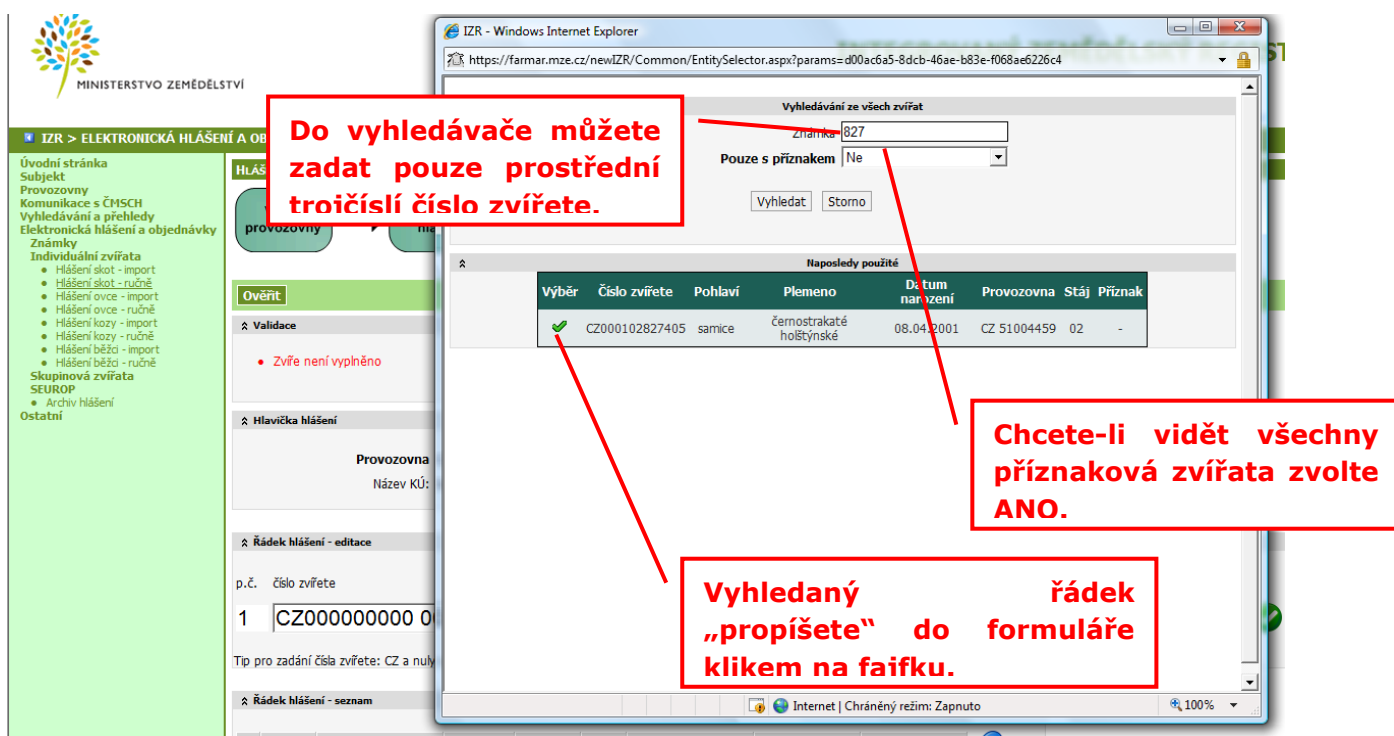 MINISTERSTVO ZEMĚDĚLSTVÍ
IZR > ELEKTRONICKÁ HLÁŠENÍ A OB
Úvodní stránka
Subjekt
Provozovny
Komunikace s ČMSCH
Vyhledávání a přehledy
Elektronická hlášení a objednávky
Známky
Individuální zvířata
Hlášení skot - import
Hlášení skot - ručně
Hlášení ovce - import
Hlášení ovce - ručně
Hlášení kozy - import
Hlášení kozy - ručně
Hlášení běžci - import
Hlášení běžci - ručně
Skupinová zvířata
SEUROP
Archiv hlášení
Ostatní
HLÁŠ
provozovny
hla
Ověřit
Validace
Zvíře není vyplněno
Hlavička hlášení
Provozovna
Název KÚ:
Řádek hlášení - editace
p.č. číslo zvířete
1 CZ000000000 0
Tip pro zadání čísla zvířete: CZ a nuly
Řádek hlášení - seznam
IZR - Windows Internet Explorer
https://farmar.mze.cz/newIZR/Common/EntitySelector.aspx?params=d00ac6a5-8dcb-46ae-b83e-f068ae6226c4
Vyhledávání ze všech zvířat
Známka 827
Pouze s příznakem Ne
Vyhledat Storno
Naposledy použité
Výběr Číslo zvířete Pohlaví Plemeno Datum narození Provozovna Stáj Příznak
CZ000102827405 samice černostrakaté holštýnské 08.04.2001 CZ 51004459 02 -
Internet | Chráněný režim: Zapnuto
100%
Do vyhledávače můžete
zadat pouze prostřední
trojčíslí číslo zvířete.
Chcete-li vidět všechny
příznaková zvířata zvolte
ANO.
Vyhledaný řádek
„propíšete“ do formuláře
klikem na fajfku.